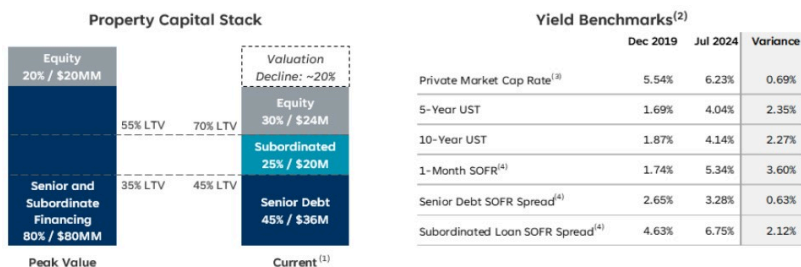 Property Capital Stack
Equity
20% / $20MM
Senior and
Subordinate
Financing
80% / $80MM
Peak Value
55% LTV
35% LTV
70% LTV
45% LTV
Valuation
Decline: ~20%
Equity
30% / $24M
Subordinated
25% / $20M
Senior Debt
45% / $36M
Current (1)
Yield Benchmarks(2)
Dec 2019 Jul 2024 Variance
Private Market Cap Rate(3) 5.54% 6.23% 0.69%
5-Year UST 1.69% 4.04% 2.35%
10-Year UST 1.87% 4.14% 2.27%
1-Month SOFR(4) 1.74% 5.34% 3.60%
Senior Debt SOFR Spread(4) 2.65% 3.28% 0.63%
Subordinated Loan SOFR Spread(4) 4.63% 6.75% 2.12%